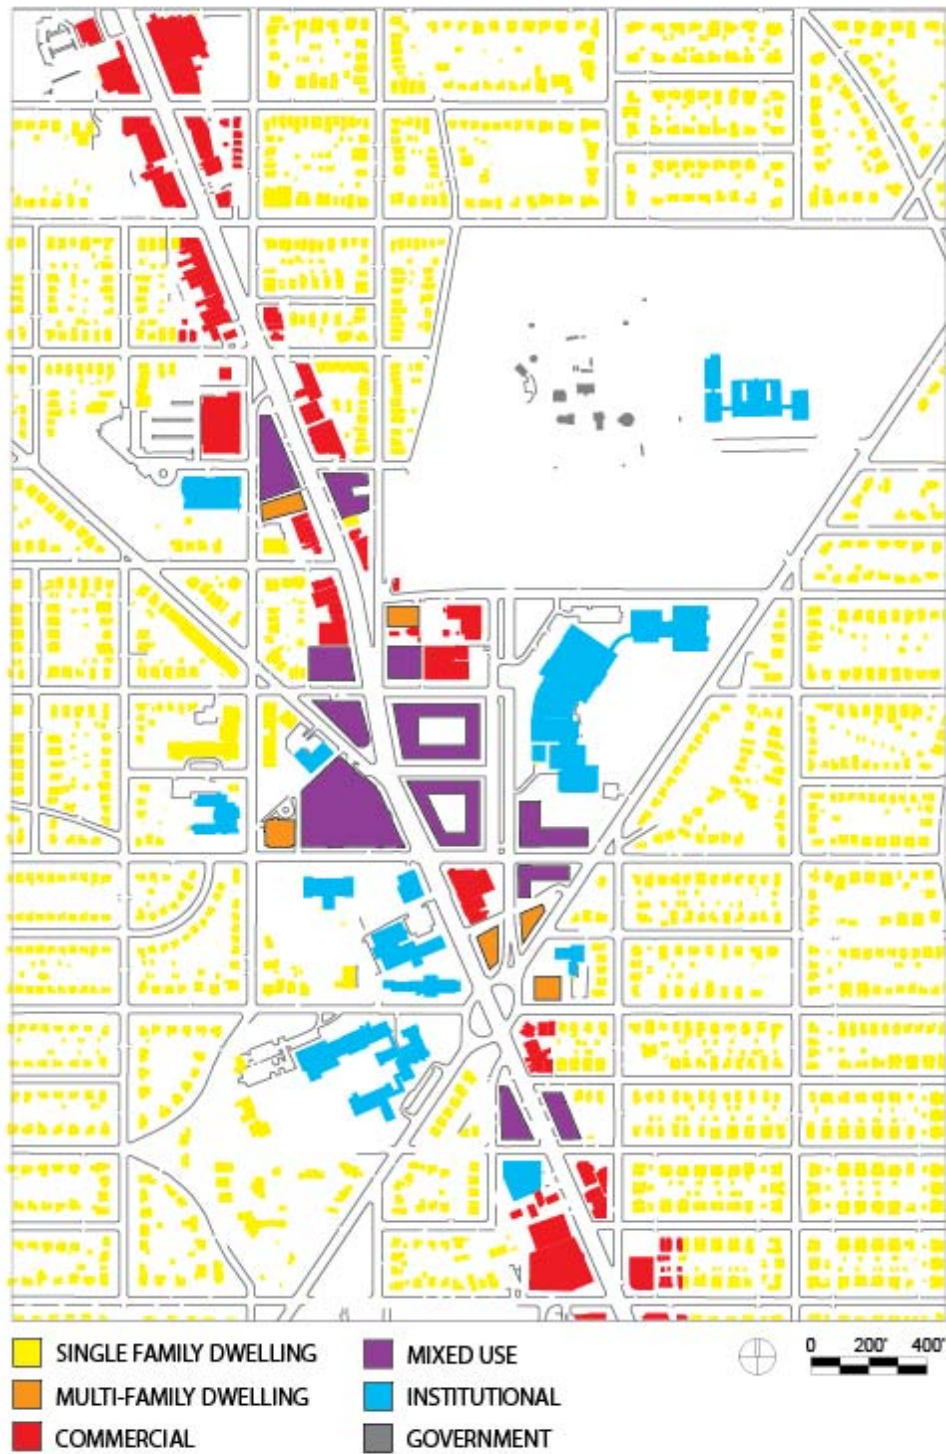 SINGLE FAMILY DWELLING
MULTI-FAMILY DWELLING
COMMERCIAL
MIXED USE
INSTITUTIONAL
GOVERNMENT
0 200' 400'